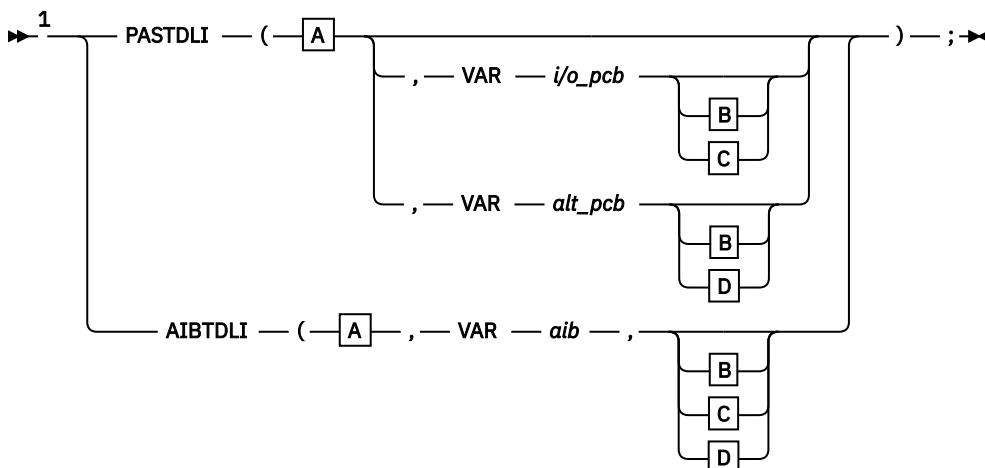 1
PASTDLI ( A ) ;
, VAR i/o_pcb
B
C
, VAR alt_pcb
B
D
AIBTDLI ( A , VAR aib ,
B
C
D